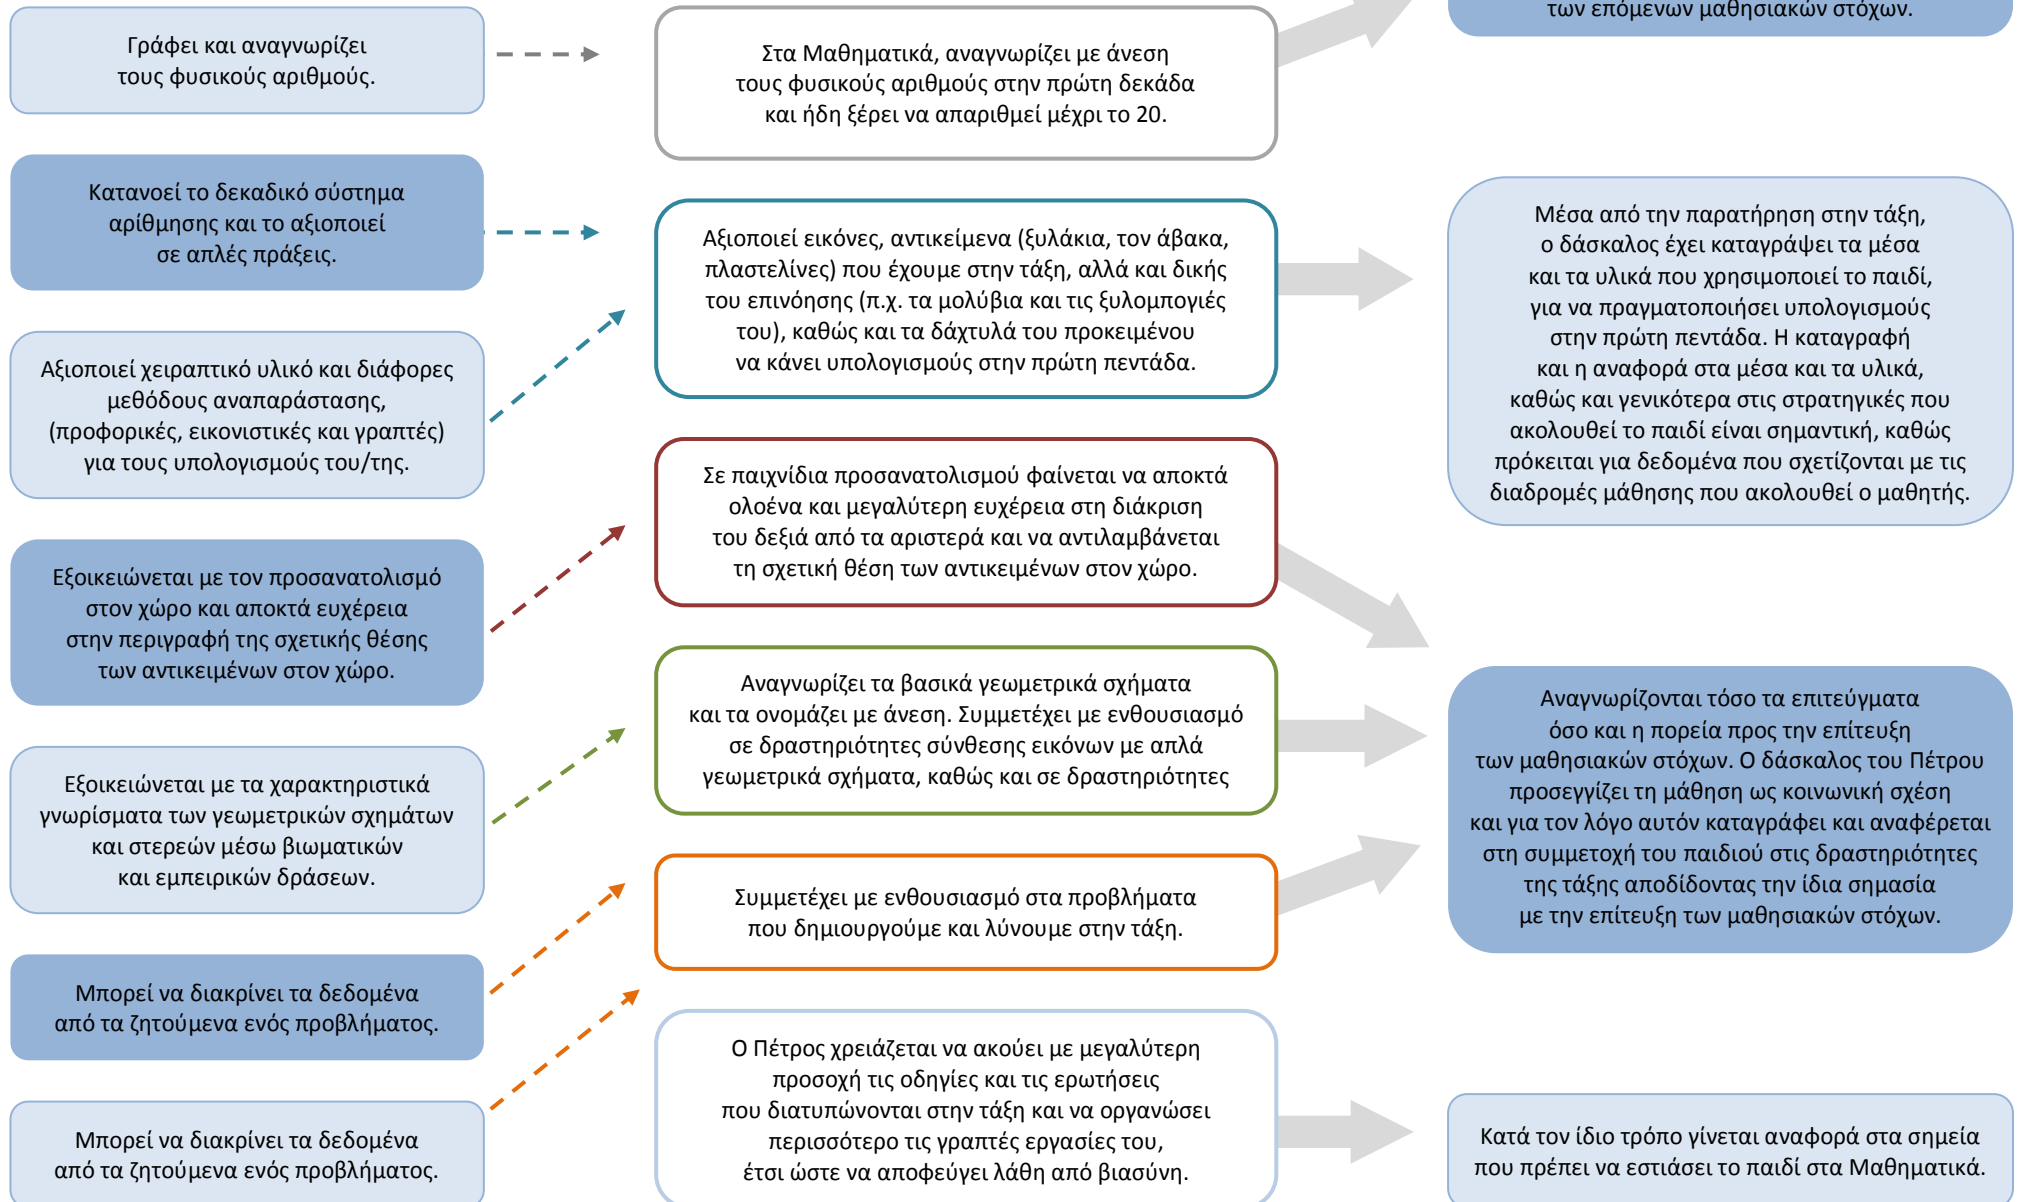 Γράφει και αναγνωρίζει
τους φυσικούς αριθμούς.
Κατανοεί το δεκαδικό σύστημα
αρίθμησης και το αξιοποιεί
σε απλές πράξεις.
Αξιοποιεί χειραπτικό υλικό και διάφορες
μεθόδους αναπαράστασης,
(προφορικές, εικονιστικές και γραπτές)
για τους υπολογισμούς του/της.
Εξοικειώνεται με τον προσανατολισμό
στον χώρο και αποκτά ευχέρεια
στην περιγραφή της σχετικής θέσης
των αντικειμένων στον χώρο.
Εξοικειώνεται με τα χαρακτηριστικά
γνωρίσματα των γεωμετρικών σχημάτων
και στερεών μέσω βιωματικών
και εμπειρικών δράσεων.
Μπορεί να διακρίνει τα δεδομένα
από τα ζητούμενα ενός προβλήματος.
Μπορεί να διακρίνει τα δεδομένα
από τα ζητούμενα ενός προβλήματος.
Στα Μαθηματικά, αναγνωρίζει με άνεση
τους φυσικούς αριθμούς στην πρώτη δεκάδα
και ήδη ξέρει να απαριθμεί μέχρι το 20.
Αξιοποιεί εικόνες, αντικείμενα (ξυλάκια, τον άβακα,
πλαστελίνες) που έχουμε στην τάξη, αλλά και δικής
του επινόησης (π.χ. τα μολύβια και τις ξυλομπογιές
του), καθώς και τα δάχτυλά του προκειμένου
να κάνει υπολογισμούς στην πρώτη πεντάδα.
Σε παιχνίδια προσανατολισμού φαίνεται να αποκτά
ολοένα και μεγαλύτερη ευχέρεια στη διάκριση
του δεξιά από τα αριστερά και να αντιλαμβάνεται
τη σχετική θέση των αντικειμένων στον χώρο.
Αναγνωρίζει τα βασικά γεωμετρικά σχήματα
και τα ονομάζει με άνεση. Συμμετέχει με ενθουσιασμό
σε δραστηριότητες σύνθεσης εικόνων με απλά
γεωμετρικά σχήματα, καθώς και σε δραστηριότητες
Συμμετέχει με ενθουσιασμό στα προβλήματα
που δημιουργούμε και λύνουμε στην τάξη.
Ο Πέτρος χρειάζεται να ακούει με μεγαλύτερη
προσοχή τις οδηγίες και τις ερωτήσεις
που διατυπώνονται στην τάξη και να οργανώσει
περισσότερο τις γραπτές εργασίες του,
έτσι ώστε να αποφεύγει λάθη από βιασύνη.
των επόμενων μαθησιακών στόχων.
Μέσα από την παρατήρηση στην τάξη,
ο δάσκαλος έχει καταγράψει τα μέσα
και τα υλικά που χρησιμοποιεί το παιδί,
για να πραγματοποιήσει υπολογισμούς
στην πρώτη πεντάδα. Η καταγραφή
και η αναφορά στα μέσα και τα υλικά,
καθώς και γενικότερα στις στρατηγικές που
ακολουθεί το παιδί είναι σημαντική, καθώς
πρόκειται για δεδομένα που σχετίζονται με τις
διαδρομές μάθησης που ακολουθεί ο μαθητής.
Αναγνωρίζονται τόσο τα επιτεύγματα
όσο και η πορεία προς την επίτευξη
των μαθησιακών στόχων. Ο δάσκαλος του Πέτρου
προσεγγίζει τη μάθηση ως κοινωνική σχέση
και για τον λόγο αυτόν καταγράφει και αναφέρεται
στη συμμετοχή του παιδιού στις δραστηριότητες
της τάξης αποδίδοντας την ίδια σημασία
με την επίτευξη των μαθησιακών στόχων.
Κατά τον ίδιο τρόπο γίνεται αναφορά στα σημεία
που πρέπει να εστιάσει το παιδί στα Μαθηματικά.